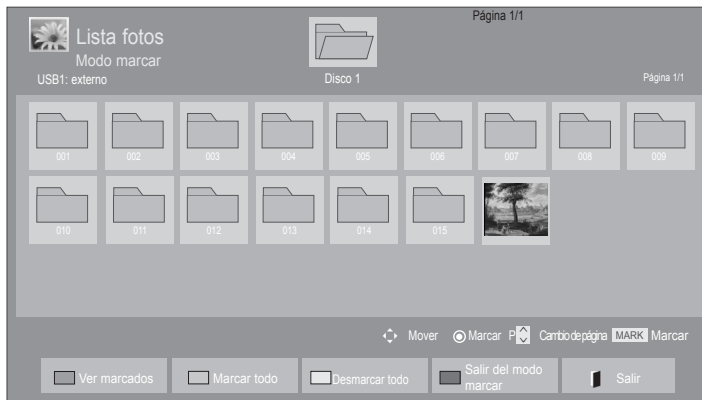 Página 1/1
Lista fotos
Modo marcar
USB1: externo
Disco 1
Página 1/1
001 002 003 004 005 006 007 008 009
010 011 012 013 014 015
Mover Marcar P Cambio de página MARK Marcar
Ver marcados
Marcar todo
Desmarcar todo
Salir del modo
marcar
Salir